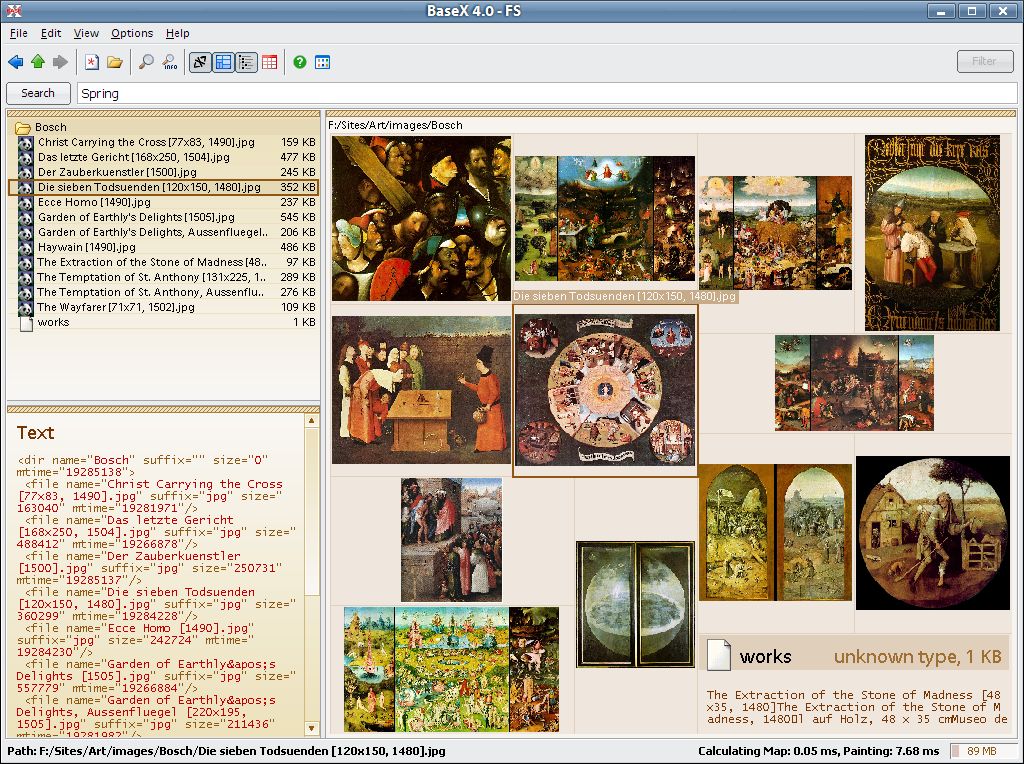 BaseX 4.0 - FS
File Edit View Options Help
Filter
Search Spring
F:/Sites/Art/images/Bosch
Bosch
Christ Carrying the Cross [77x83, 1490].jpg 159 KB
Das letzte Gericht [168x250, 1504].jpg 477 KB
Der Zauberkuenstler [1500].jpg 245 KB
Die sieben Todsuenden [120x150, 1480].jpg 352 KB
Ecce Homo [1490].jpg 237 KB
Garden of Earthly's Delights [1505].jpg 545 KB
Garden of Earthly's Delights, Aussenfluegel.. 206 KB
Haywain [1490].jpg 486 KB
The Extraction of the Stone of Madness [48.. 97 KB
The Temptation of St. Anthony [131x225, 1... 289 KB
The Temptation of St. Anthony, Aussenflu... 276 KB
The Wayfarer [71x71, 1502].jpg 109 KB
works 1 KB
Die sieben Todsuenden [120x150, 1480].jpg
Text
<dir name="Bosch" suffix="" size="0"
mtime="19285138">
<file name="Christ Carrying the Cross
[77x83, 1490].jpg" suffix="jpg" size="
163040" mtime="19281971"/>
<file name="Das letzte Gericht
[168x250, 1504].jpg" suffix="jpg" size="
488412" mtime="19266878"/>
<file name="Der Zauberkuenstler
[1500].jpg" suffix="jpg" size="250731"
mtime="19285137"/>
<file name="Die sieben Todsuenden
[120x150, 1480].jpg" suffix="jpg" size="
360299" mtime="19284228"/>
<file name="Ecce Homo [1490].jpg"
suffix="jpg" size="242724" mtime="
19284230"/>
<file name="Garden of Earthly&apos;s
Delights [1505].jpg" suffix="jpg" size="
557779" mtime="19266884"/>
<file name="Garden of Earthly&apos;s
Delights, Aussenfluegel [220x195,
1505].jpg" suffix="jpg" size="211436"
mtime="19281982"/>
works unknown type, 1 KB
The Extraction of the Stone of Madness [48
x35, 1480]The Extraction of the Stone of M
adness, 1480 l auf Holz, 48 x 35 cmMuseo de
Path: F:/Sites/Art/images/Bosch/Die sieben Todsuenden [120x150, 1480].jpg
Calculating Map: 0.05 ms, Painting: 7.68 ms 89 MB